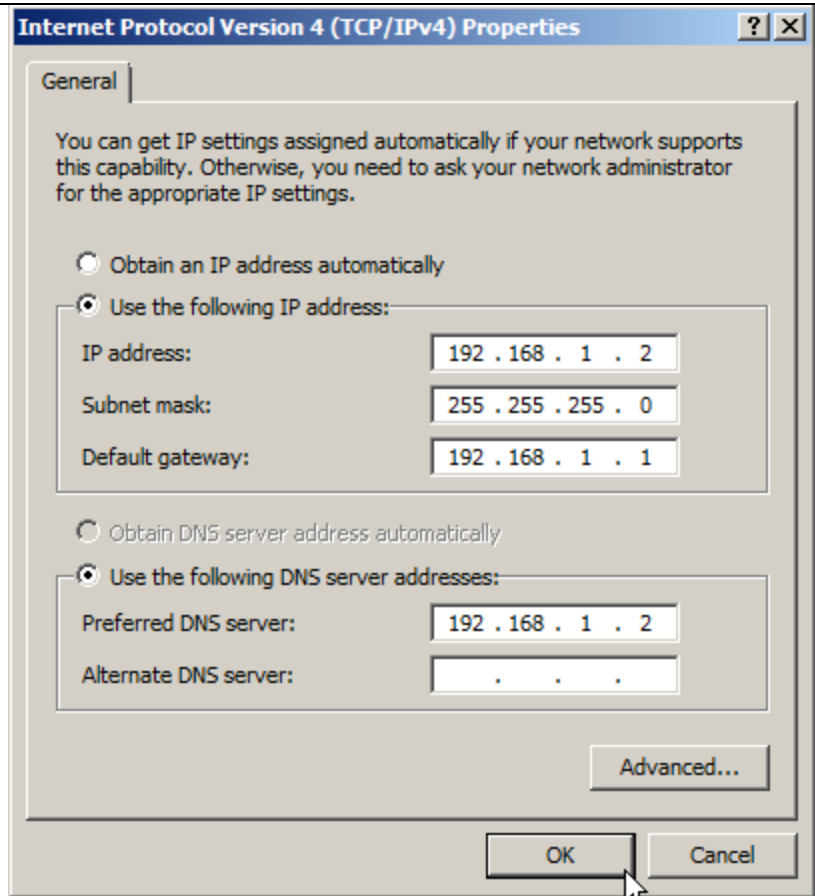 Internet Protocol Version 4 (TCP/IPv4) Properties
General
You can get IP settings assigned automatically if your network supports
this capability. Otherwise, you need to ask your network administrator
for the appropriate IP settings.
Obtain an IP address automatically
Use the following IP address:
IP address: 192 . 168 . 1 . 2
Subnet mask: 255 . 255 . 255 . 0
Default gateway: 192 . 168 . 1 . 1
Obtain DNS server address automatically
Use the following DNS server addresses:
Preferred DNS server: 192 . 168 . 1 . 2
Alternate DNS server: . . .
Advanced...
OK Cancel